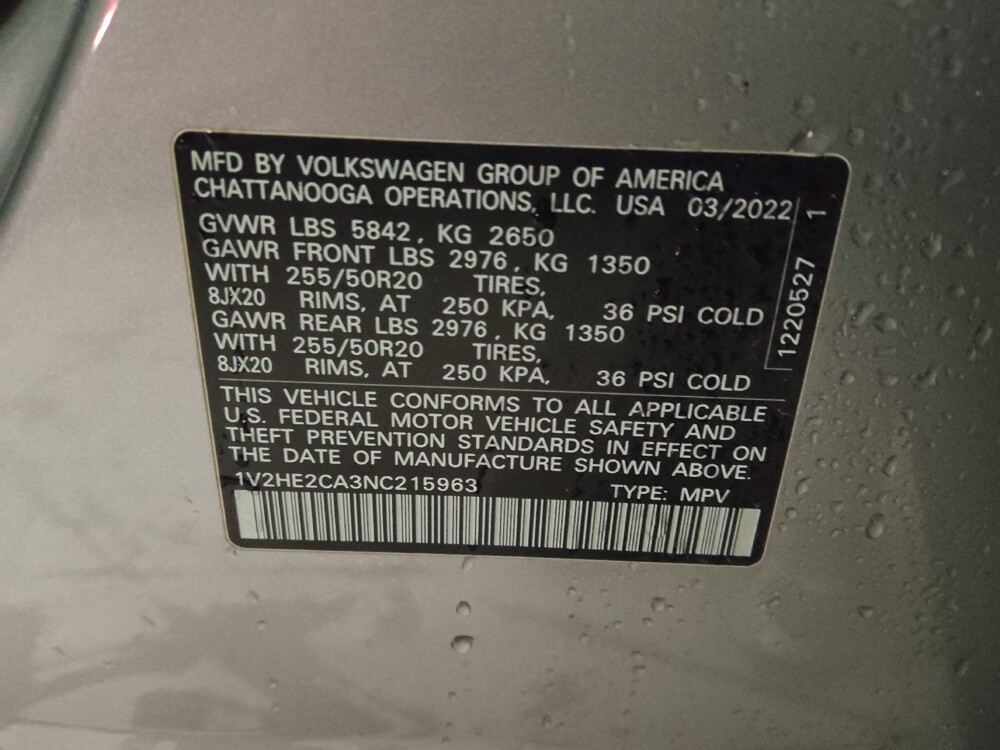 MFD BY VOLKSWAGEN GROUP OF AMERICA
CHATTANOOGA OPERATIONS, LLC. USA 03/2022
GVWR LBS 5842, KG 2650
GAWR FRONT LBS 2976, KG 1350
WITH 255/50R20 TIRES,
8JX20 RIMS, AT 250 KPA, 36 PSI COLD
GAWR REAR LBS 2976, KG 1350
WITH 255/50R20 TIRES,
8JX20 RIMS, AT 250 KPA, 36 PSI COLD
1220527 1
THIS VEHICLE CONFORMS TO ALL APPLICABLE
U.S. FEDERAL MOTOR VEHICLE SAFETY AND
THEFT PREVENTION STANDARDS IN EFFECT ON
THE DATE OF MANUFACTURE SHOWN ABOVE.
1V2HE2CA3NC215963 TYPE: MPV